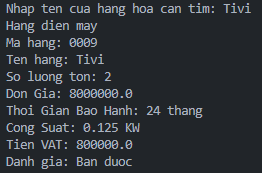 Nhap ten cua hang hoa can tim: Tivi
Hang dien may
Ma hang: 0009
Ten hang: Tivi
So luong ton: 2
Don Gia: 8000000.0
Thoi Gian Bao Hanh: 24 thang
Cong Suat: 0.125 KW
Tien VAT: 800000.0
Danh gia: Ban duoc